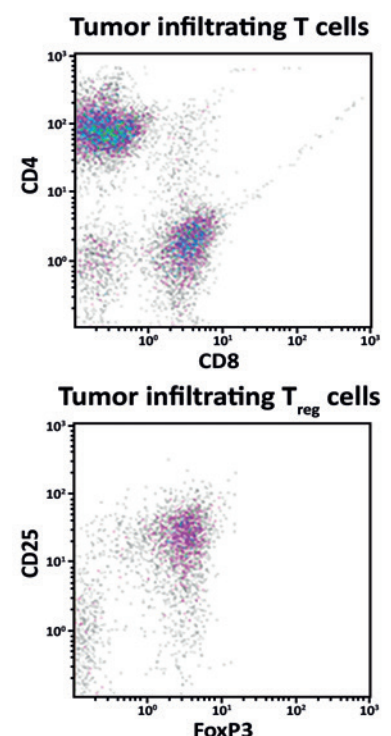 Tumor infiltrating T cells
10³
10²
10¹
10⁰
CD4
10⁰ 10¹ 10² 10³
CD8
Tumor infiltrating Treg cells
10³
10²
10¹
10⁰
CD25
10⁰ 10¹ 10² 10³
FoxP3